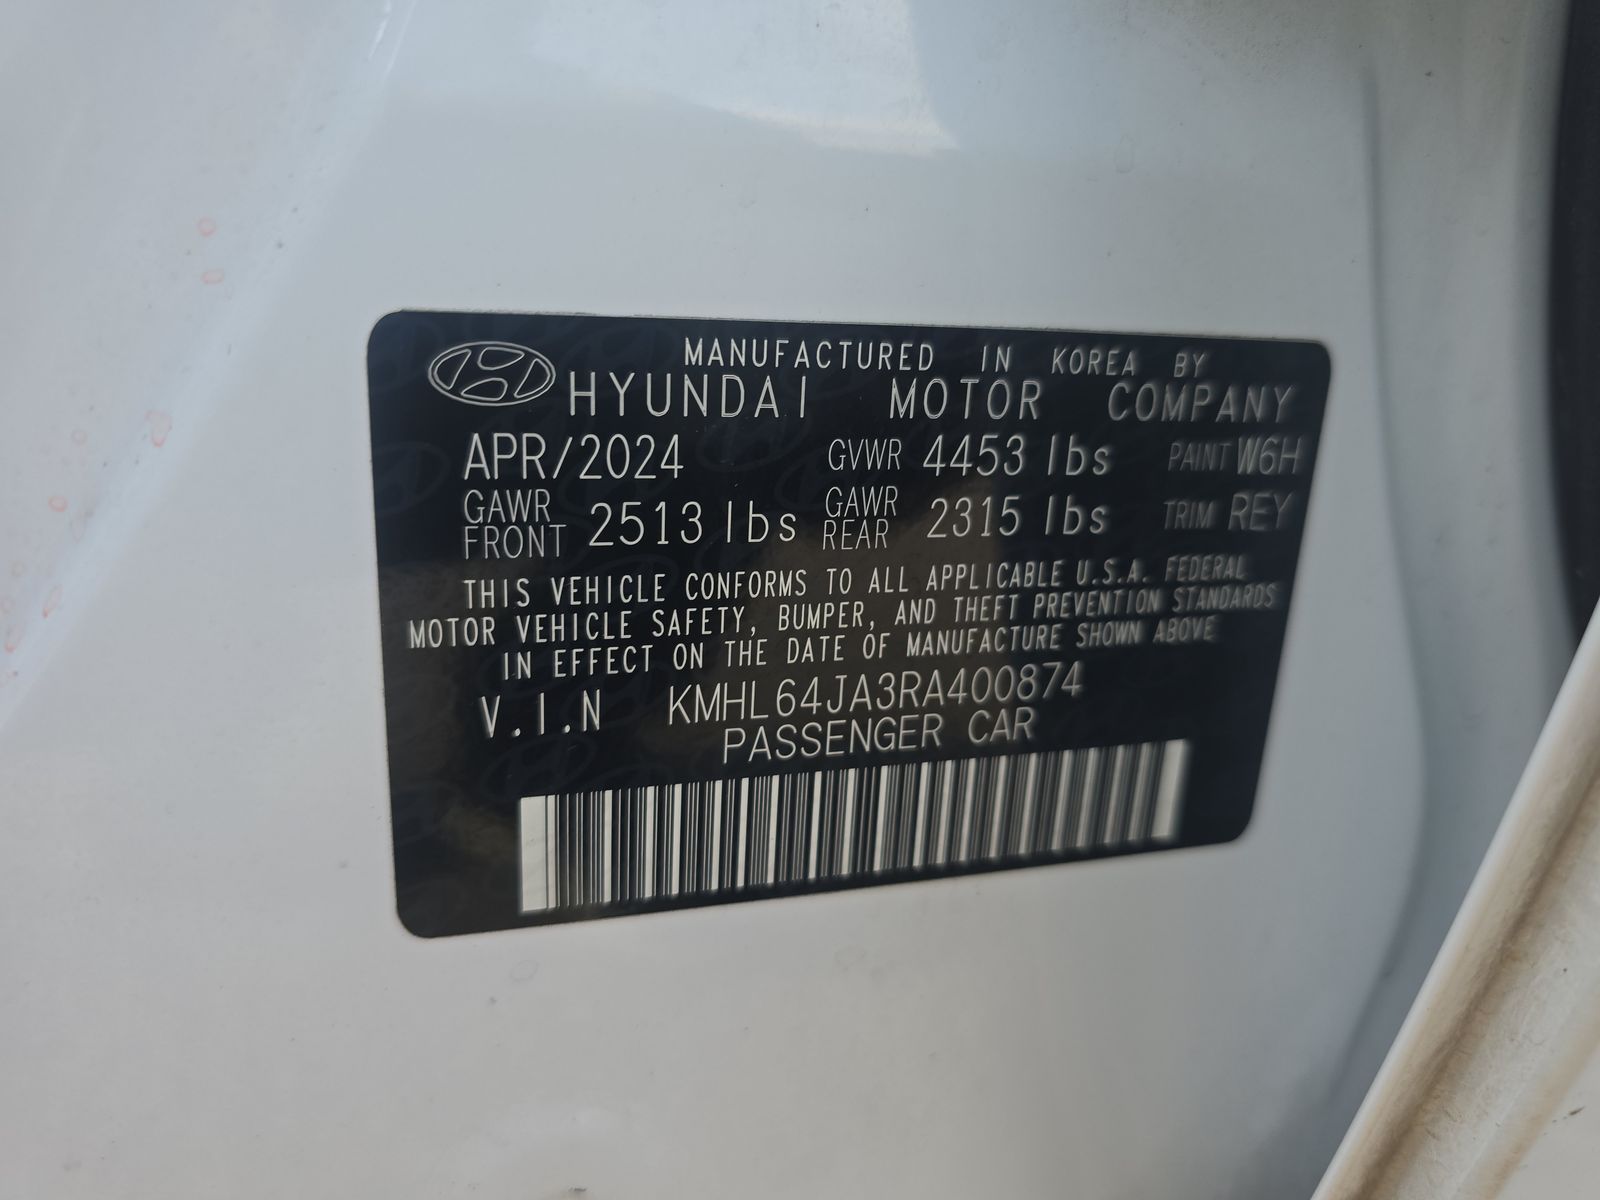 MANUFACTURED IN KOREA BY
HYUNDAI MOTOR COMPANY
APR/2024 GVWR 4453 lbs PAINT W6H
GAWR FRONT 2513 lbs GAWR REAR 2315 lbs TRIM REY
THIS VEHICLE CONFORMS TO ALL APPLICABLE U.S.A. FEDERAL
MOTOR VEHICLE SAFETY, BUMPER, AND THEFT PREVENTION STANDARDS
IN EFFECT ON THE DATE OF MANUFACTURE SHOWN ABOVE
V.I.N KMHL64JA3RA400874
PASSENGER CAR